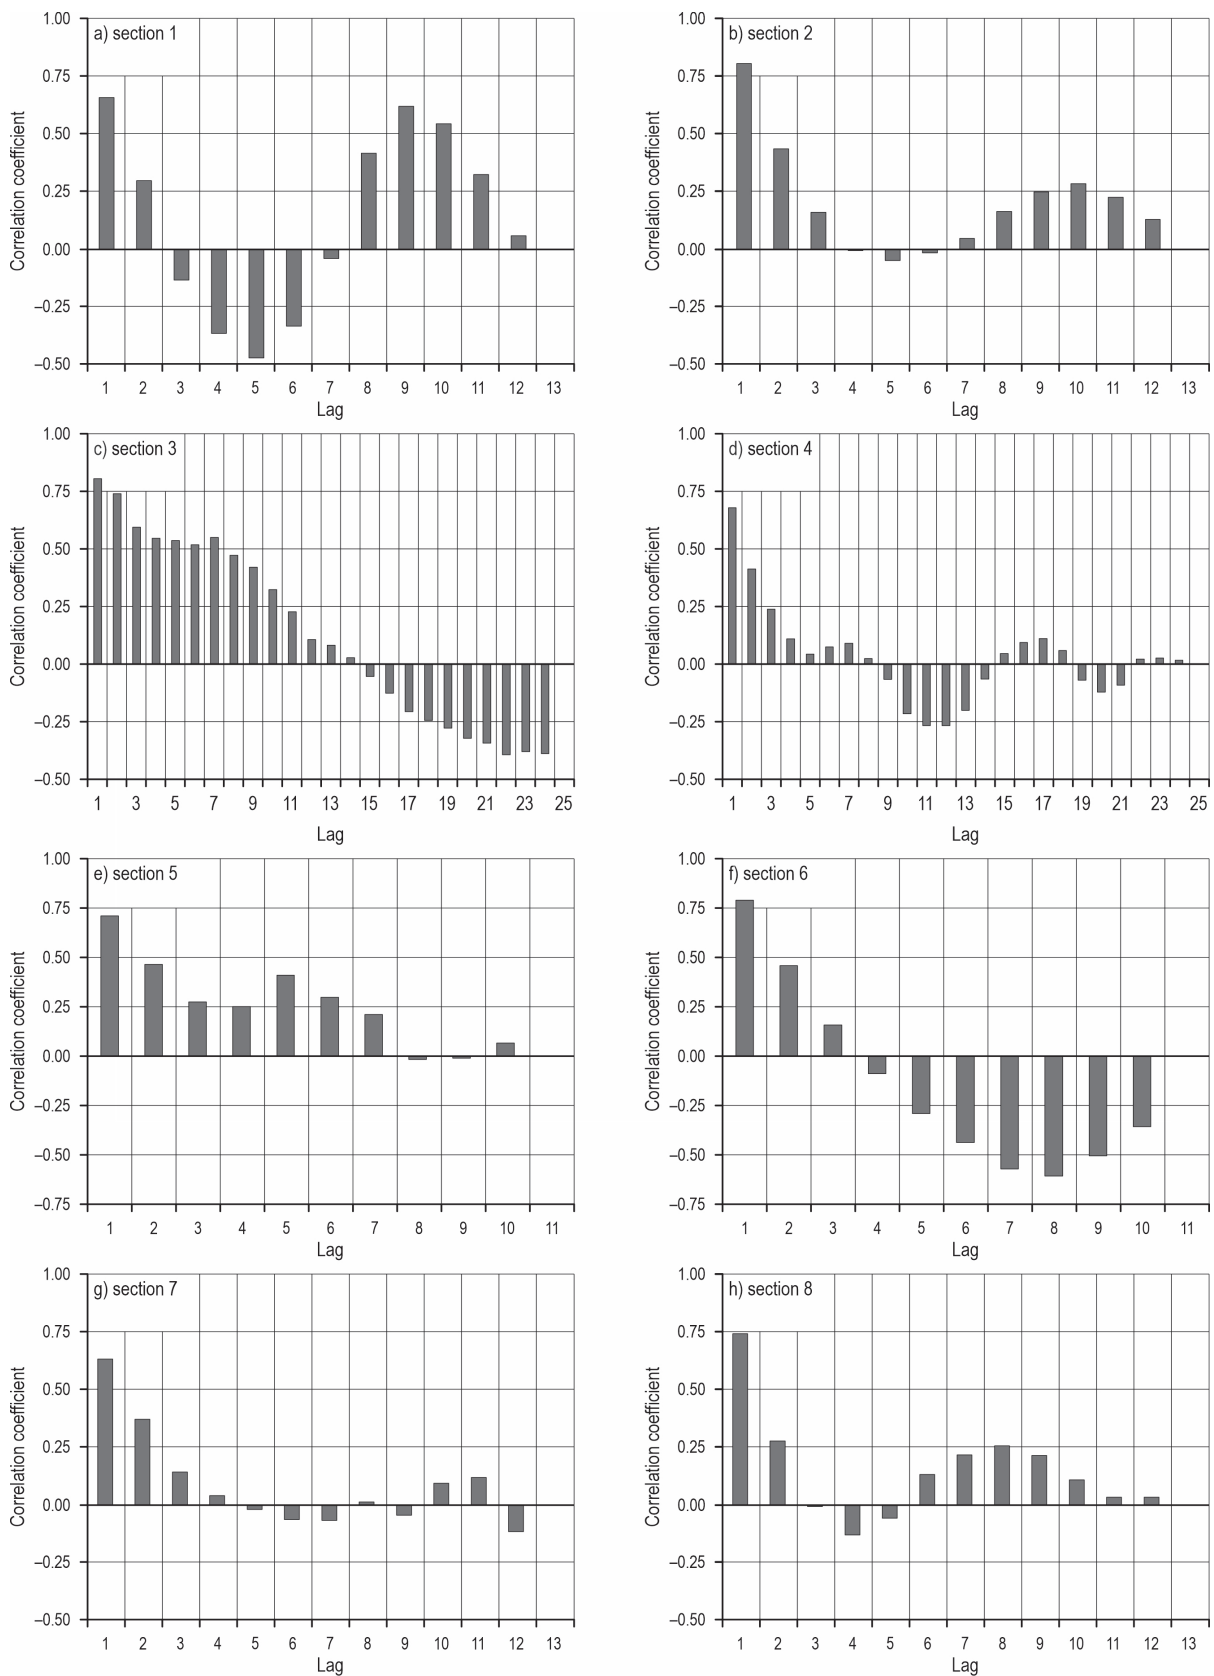 a) section 1
Correlation coefficient
1.00
0.75
0.50
0.25
0.00
–0.25
–0.50
1 2 3 4 5 6 7 8 9 10 11 12 13
Lag
b) section 2
Correlation coefficient
1.00
0.75
0.50
0.25
0.00
–0.25
–0.50
1 2 3 4 5 6 7 8 9 10 11 12 13
Lag
c) section 3
Correlation coefficient
1.00
0.75
0.50
0.25
0.00
–0.25
–0.50
1 3 5 7 9 11 13 15 17 19 21 23 25
Lag
d) section 4
Correlation coefficient
1.00
0.75
0.50
0.25
0.00
–0.25
–0.50
1 3 5 7 9 11 13 15 17 19 21 23 25
Lag
e) section 5
Correlation coefficient
1.00
0.75
0.50
0.25
0.00
–0.25
–0.50
–0.75
1 2 3 4 5 6 7 8 9 10 11
Lag
f) section 6
Correlation coefficient
1.00
0.75
0.50
0.25
0.00
–0.25
–0.50
–0.75
1 2 3 4 5 6 7 8 9 10 11
Lag
g) section 7
Correlation coefficient
1.00
0.75
0.50
0.25
0.00
–0.25
–0.50
1 2 3 4 5 6 7 8 9 10 11 12 13
Lag
h) section 8
Correlation coefficient
1.00
0.75
0.50
0.25
0.00
–0.25
–0.50
1 2 3 4 5 6 7 8 9 10 11 12 13
Lag